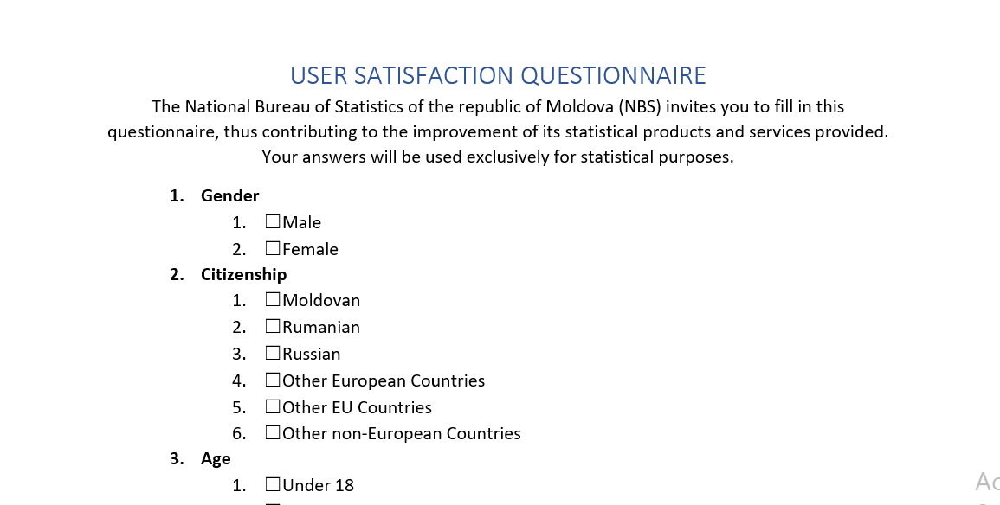 USER SATISFACTION QUESTIONNAIRE
The National Bureau of Statistics of the republic of Moldova (NBS) invites you to fill in this
questionnaire, thus contributing to the improvement of its statistical products and services provided.
Your answers will be used exclusively for statistical purposes.
1. Gender
1. ☐Male
2. ☐Female
2. Citizenship
1. ☐Moldovan
2. ☐Rumanian
3. ☐Russian
4. ☐Other European Countries
5. ☐Other EU Countries
6. ☐Other non-European Countries
3. Age
1. ☐Under 18